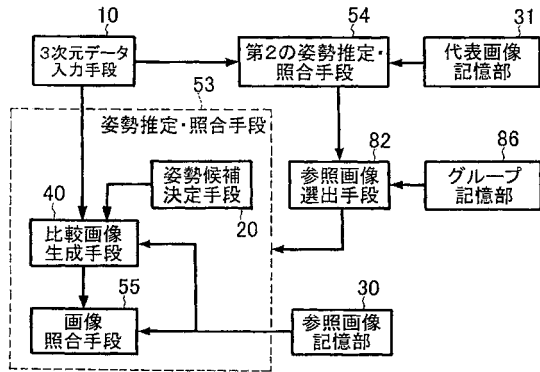 54
31
10
3次元データ
入力手段
第2の姿勢推定・
照合手段
代表画像
記憶部
53
姿勢推定・照合手段
82
86
姿勢候補
決定手段
参照画像
選出手段
グループ
記憶部
40
20
比較画像
生成手段
55
30
画像
照合手段
参照画像
記憶部